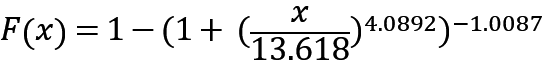 F(x) = 1 − (1 + (x/13.618)^4.0892)^−1.0087